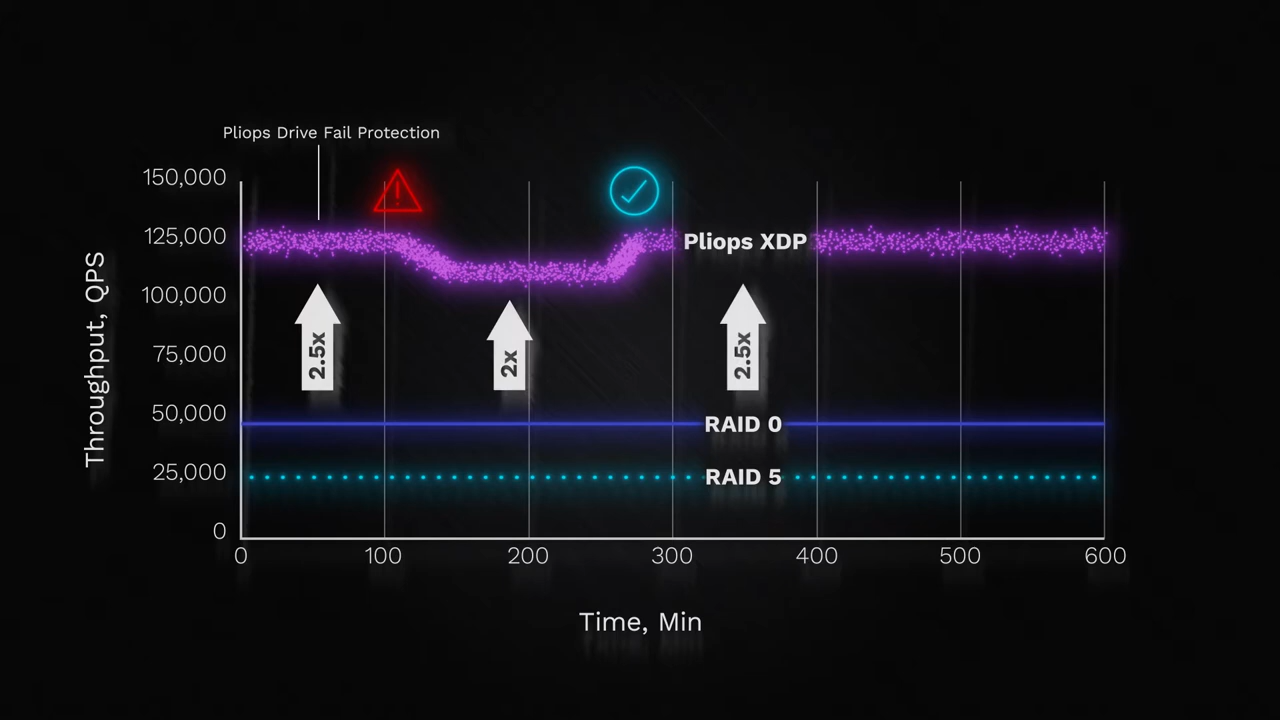 Pliops Drive Fail Protection
150,000
125,000
100,000
75,000
50,000
25,000
0
Throughput, QPS
Pliops XDP
2.5x
2x
2.5x
RAID 0
RAID 5
0 100 200 300 400 500 600
Time, Min